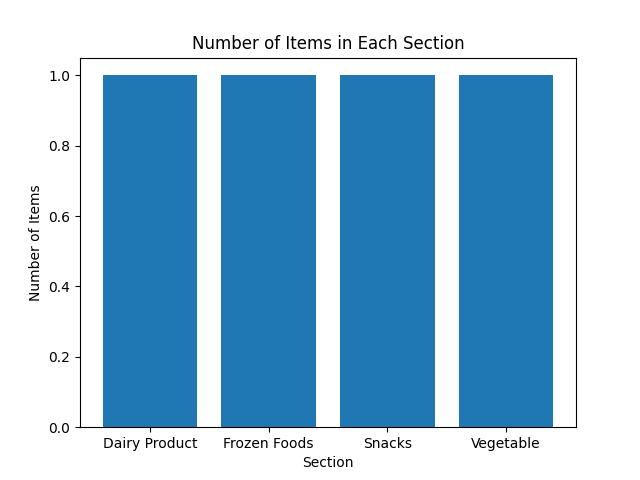 Number of Items in Each Section
Number of Items
1.0
0.8
0.6
0.4
0.2
0.0
Dairy Product Frozen Foods Snacks Vegetable
Section